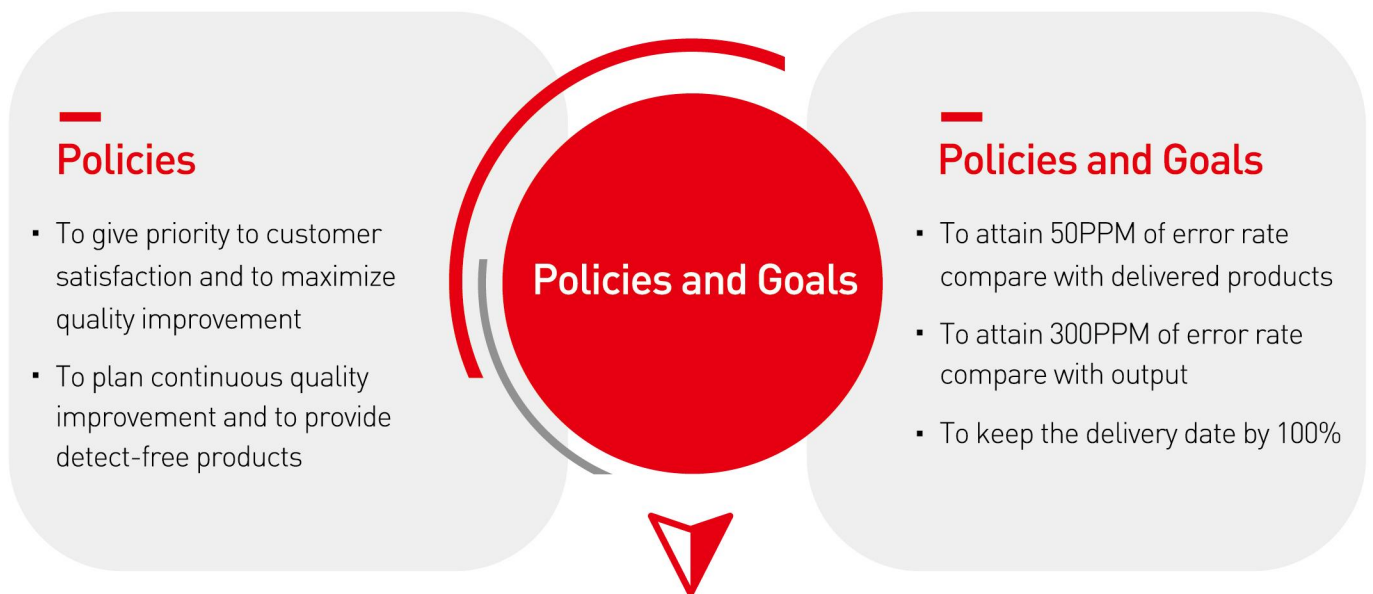 Policies
▪ To give priority to customer
satisfaction and to maximize
quality improvement
▪ To plan continuous quality
improvement and to provide
detect-free products
Policies and Goals
Policies and Goals
▪ To attain 50PPM of error rate
compare with delivered products
▪ To attain 300PPM of error rate
compare with output
▪ To keep the delivery date by 100%